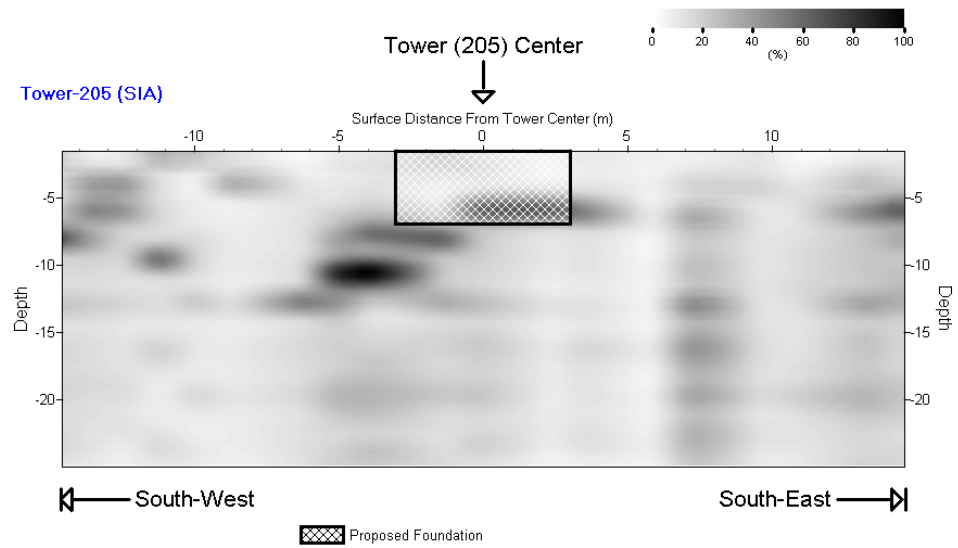 0 20 40 60 80 100
(%)
Tower (205) Center
Tower-205 (SIA)
Surface Distance From Tower Center (m)
-10 -5 0 5 10
-5 -5
-10 -10
Depth Depth
-15 -15
-20 -20
South-West South-East
Proposed Foundation